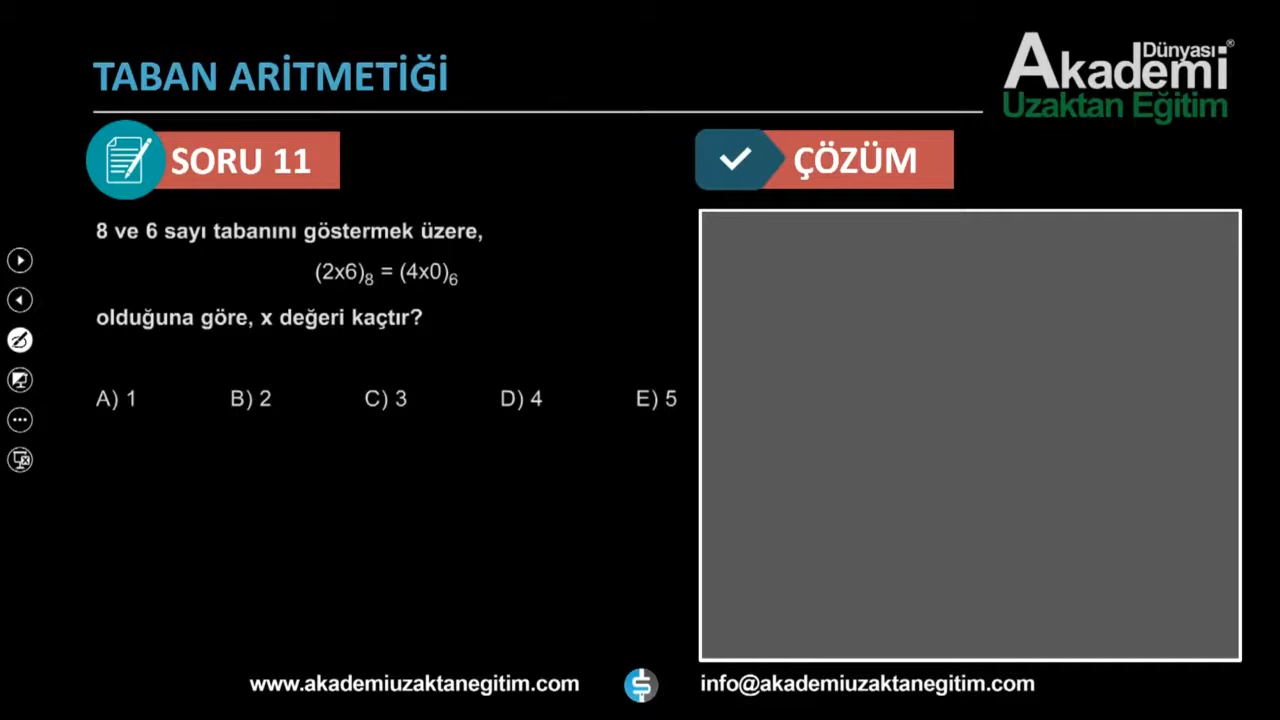 TABAN ARİTMETİĞİ
Akademi
Dünyası®
Uzaktan Eğitim
SORU 11
8 ve 6 sayı tabanını göstermek üzere,
(2x6)₈ = (4x0)₆
olduğuna göre, x değeri kaçtır?
A) 1 B) 2 C) 3 D) 4 E) 5
ÇÖZÜM
www.akademiuzaktanegitim.com
info@akademiuzaktanegitim.com